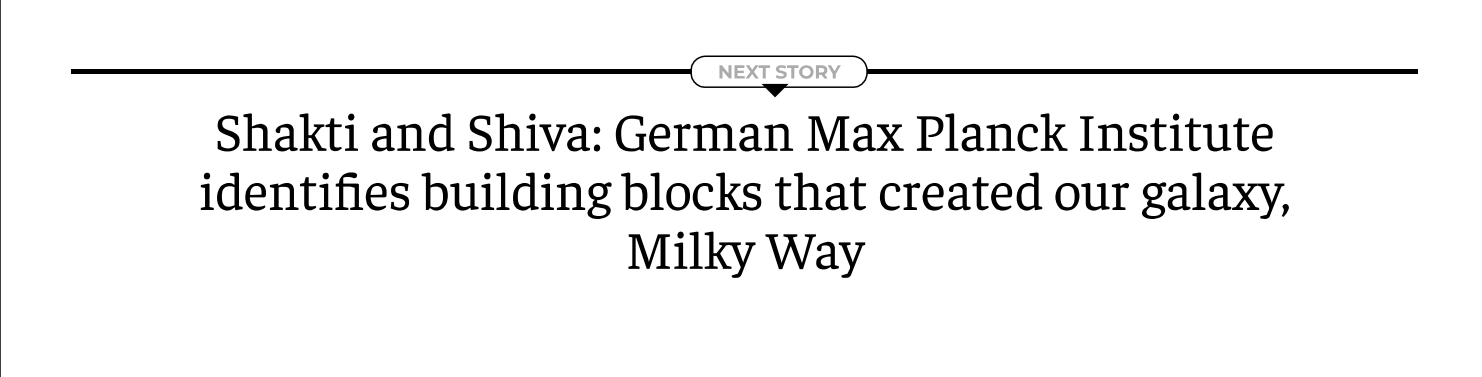 NEXT STORY
Shakti and Shiva: German Max Planck Institute
identifies building blocks that created our galaxy,
Milky Way